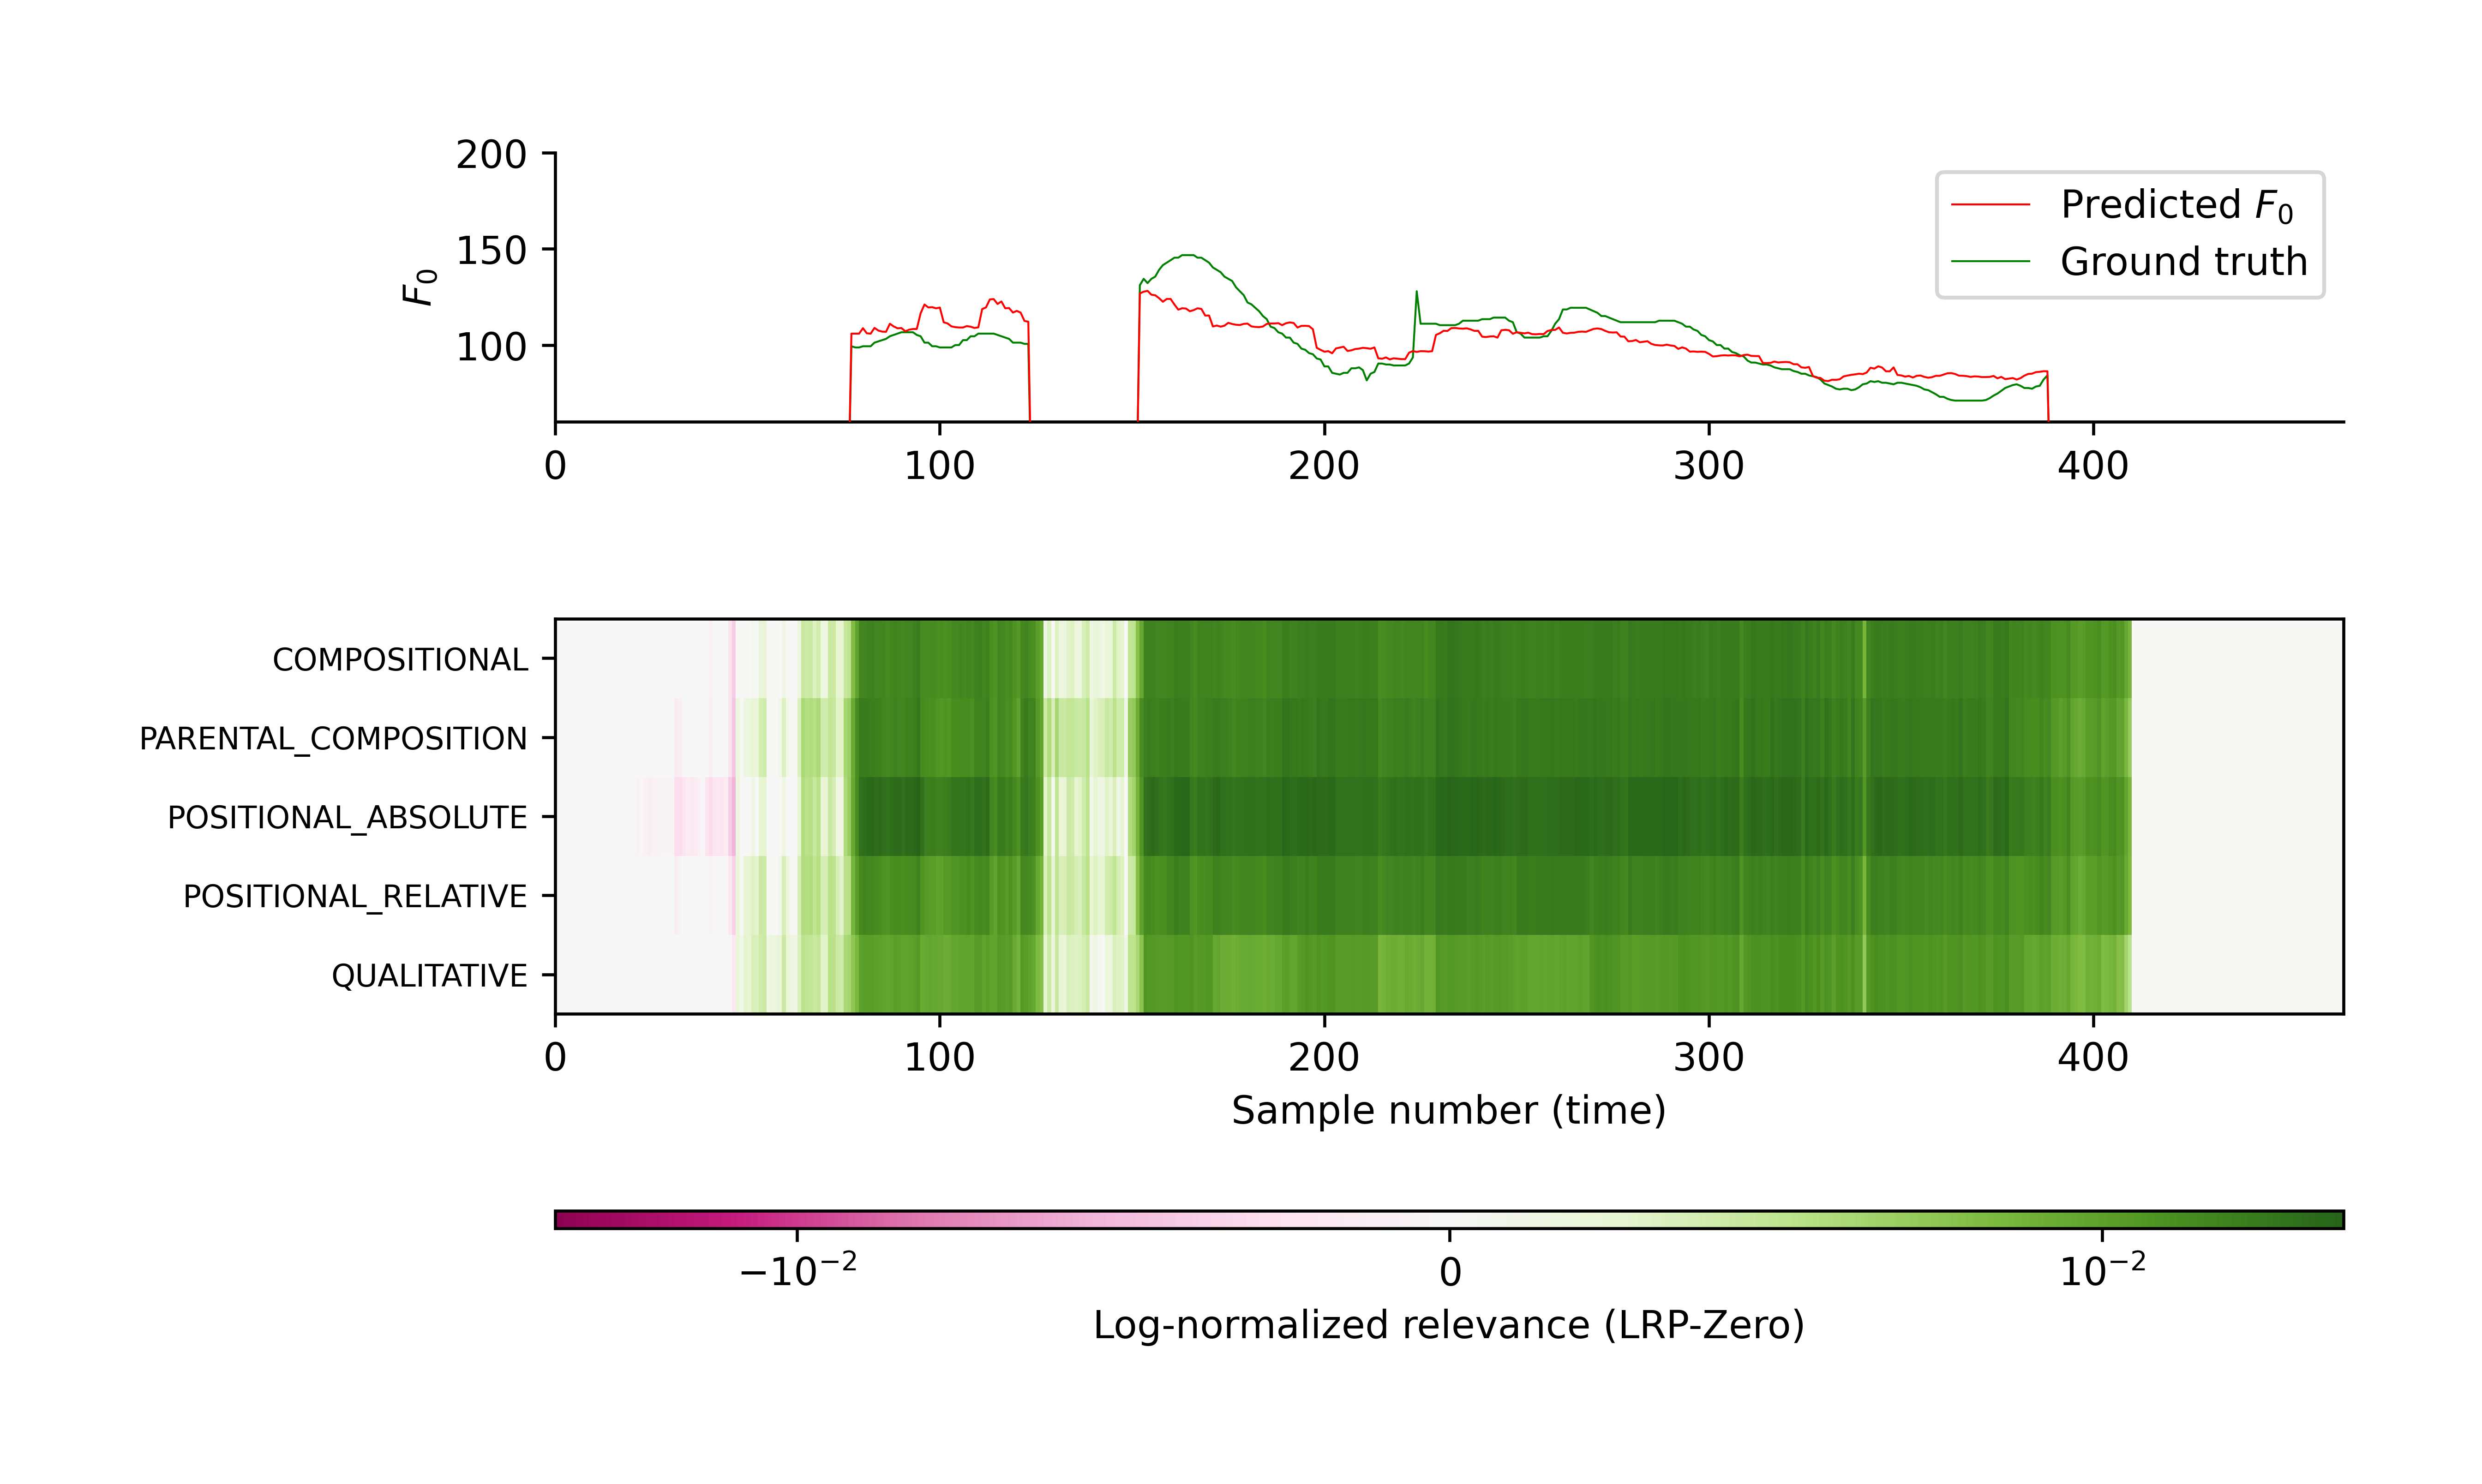 200
150
100
F₀
Predicted F₀
Ground truth
0 100 200 300 400
COMPOSITIONAL
PARENTAL_COMPOSITION
POSITIONAL_ABSOLUTE
POSITIONAL_RELATIVE
QUALITATIVE
0 100 200 300 400
Sample number (time)
−10⁻² 0 10⁻²
Log-normalized relevance (LRP-Zero)